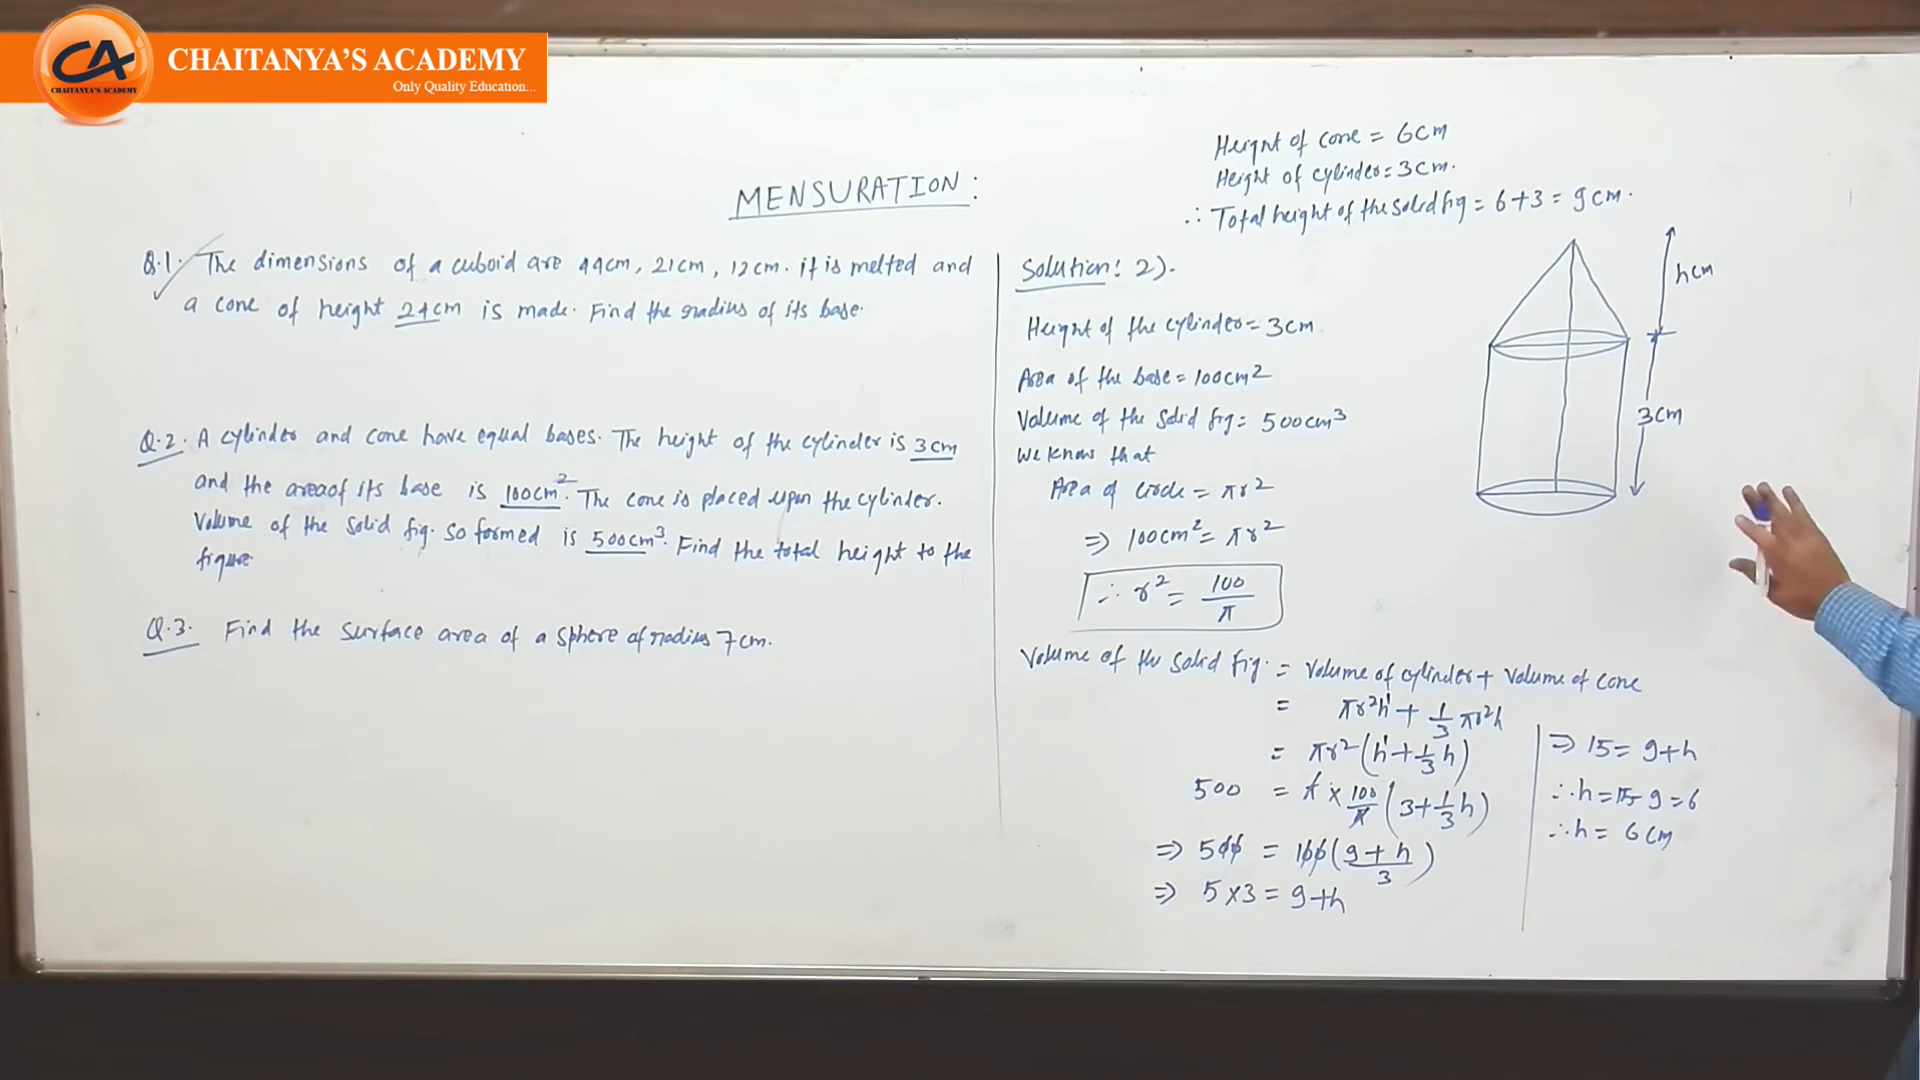 CA
CHAITANYA'S ACADEMY
CHAITANYA'S ACADEMY
Only Quality Education...
MENSURATION:
Q.1. The dimensions of a cuboid are 44cm, 21cm, 12cm. it is melted and
a cone of height 24cm is made. Find the radius of its base.
Q.2. A cylinder and cone have equal bases. The height of the cylinder is 3cm
and the area of its base is 100cm². The cone is placed upon the cylinder.
Volume of the solid fig. so formed is 500cm³. Find the total height to the
figure
Q.3. Find the surface area of a sphere of radius 7cm.
Height of cone = 6cm
Height of cylinder = 3cm.
∴ Total height of the solid fig = 6+3 = 9cm.
Solution: 2).
Height of the cylinder = 3cm
Area of the base = 100cm²
Volume of the solid fig = 500cm³
We know that
Area of circle = πr²
⇒ 100cm² = πr²
∴ r² = 100/π
Volume of the solid fig. = Volume of cylinder + Volume of cone
= πr²h' + 1/3 πr²h
= πr²(h' + 1/3 h)
500 = π × 100/π (3 + 1/3 h)
⇒ 500 = 100(9+h/3)
⇒ 5×3 = 9+h
⇒ 15 = 9+h
∴ h = 15-9 = 6
∴ h = 6cm
hcm
3cm